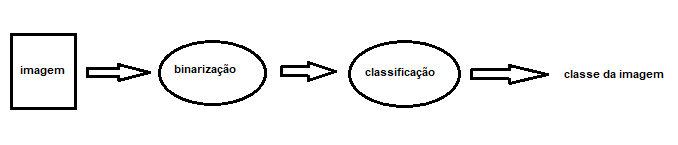 imagem
binarização
classificação
classe da imagem